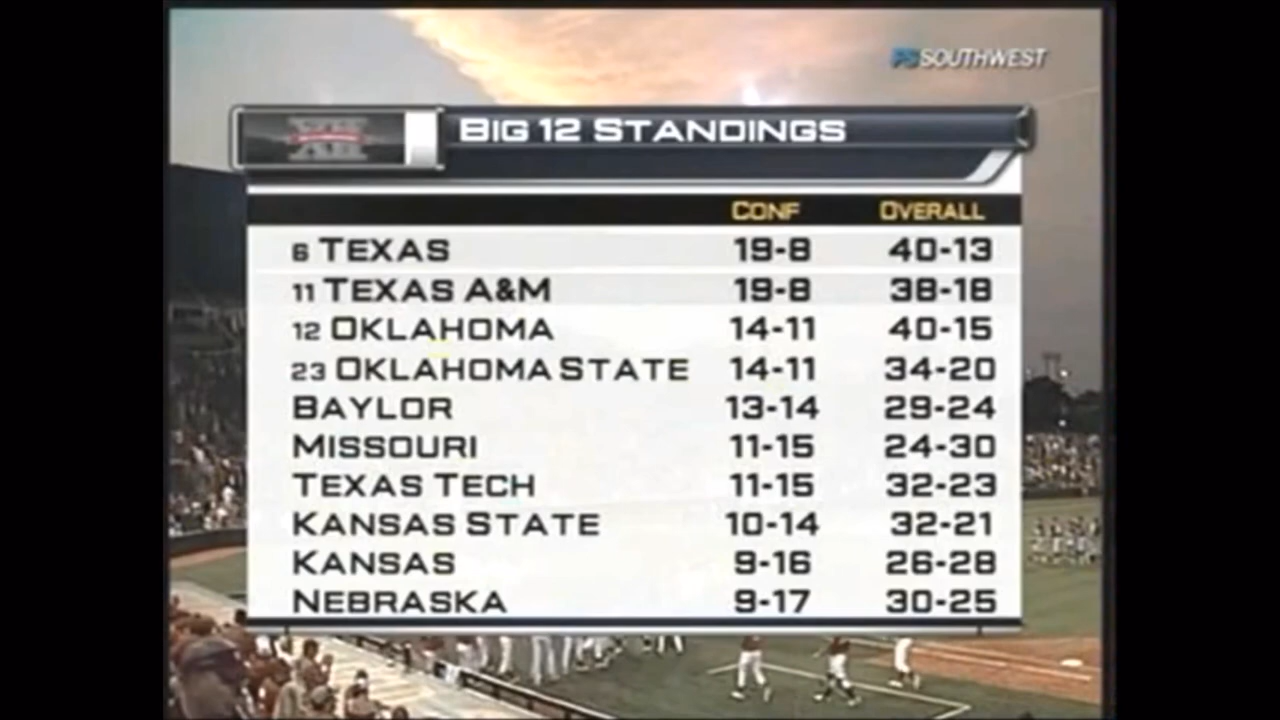 FS SOUTHWEST
BIG 12 STANDINGS
CONF OVERALL
6 TEXAS 19-8 40-13
11 TEXAS A&M 19-8 38-18
12 OKLAHOMA 14-11 40-15
23 OKLAHOMA STATE 14-11 34-20
BAYLOR 13-14 29-24
MISSOURI 11-15 24-30
TEXAS TECH 11-15 32-23
KANSAS STATE 10-14 32-21
KANSAS 9-16 26-28
NEBRASKA 9-17 30-25